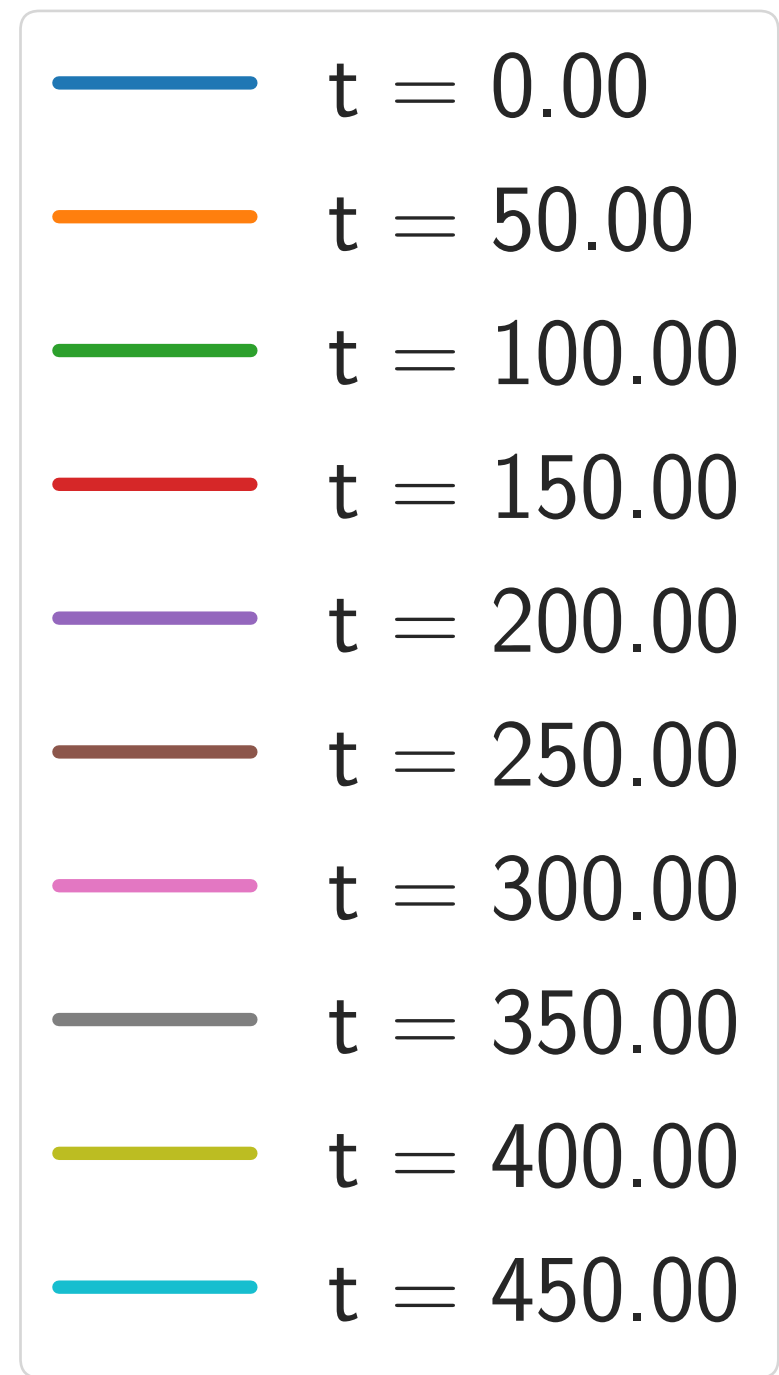 t = 0.00
t = 50.00
t = 100.00
t = 150.00
t = 200.00
t = 250.00
t = 300.00
t = 350.00
t = 400.00
t = 450.00